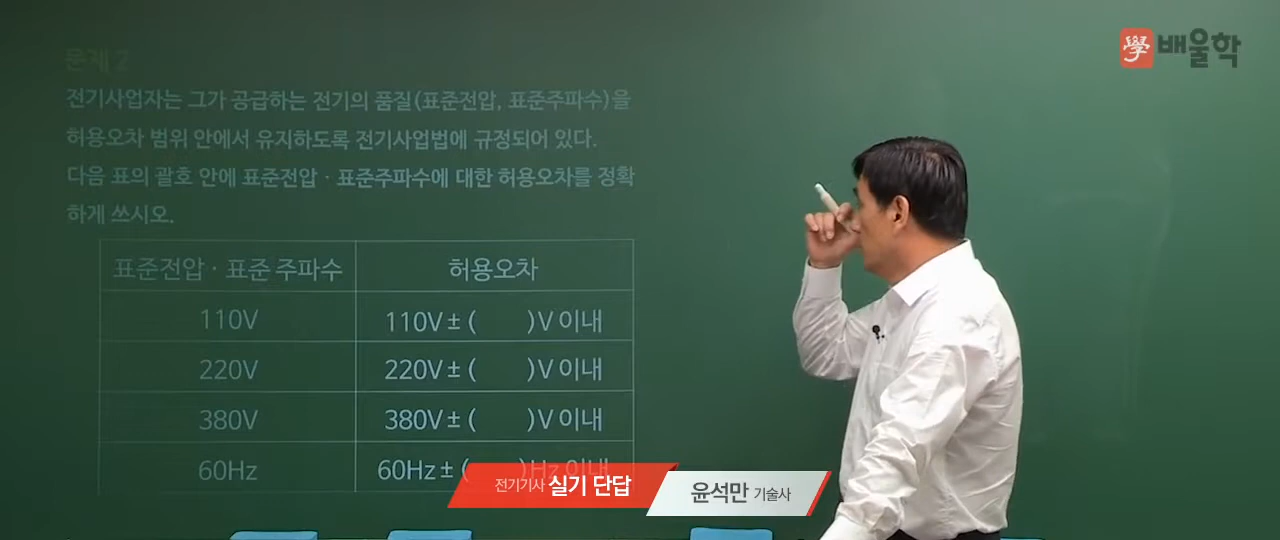 學 배울학
문제 2
전기사업자는 그가 공급하는 전기의 품질(표준전압, 표준주파수)을
허용오차 범위 안에서 유지하도록 전기사업법에 규정되어 있다.
다음 표의 괄호 안에 표준전압 · 표준주파수에 대한 허용오차를 정확
하게 쓰시오.
표준전압 · 표준 주파수 허용오차
110V 110V ± ( )V 이내
220V 220V ± ( )V 이내
380V 380V ± ( )V 이내
60Hz 60Hz ± ( )Hz 이내
전기기사 실기 단답 윤석만 기술사